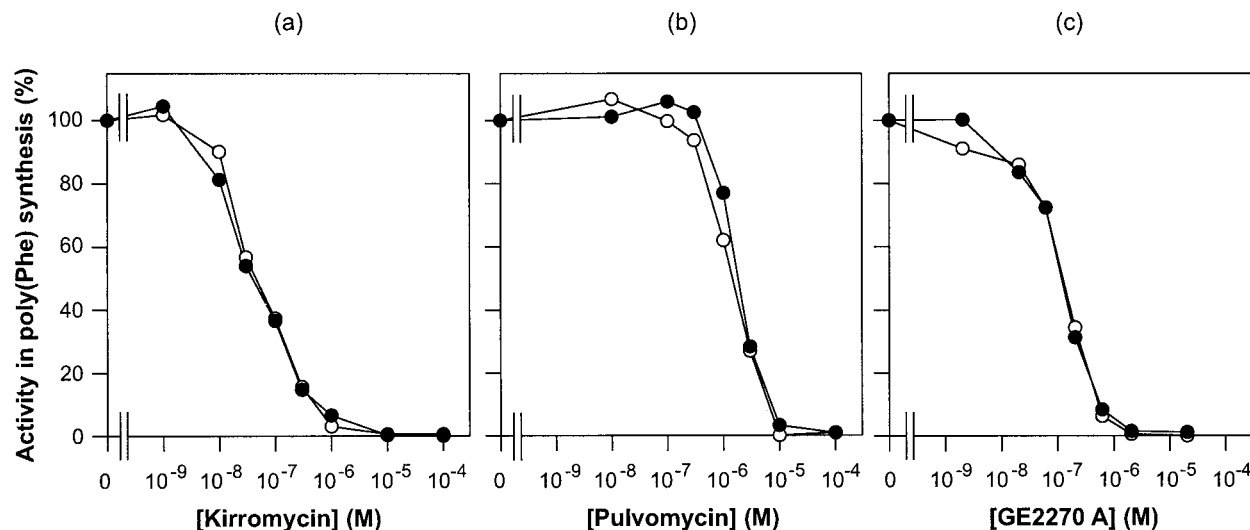 (a) (b) (c)
Activity in poly(Phe) synthesis (%)
100
80
60
40
20
0
0 10⁻⁹ 10⁻⁸ 10⁻⁷ 10⁻⁶ 10⁻⁵ 10⁻⁴ 0 10⁻⁹ 10⁻⁸ 10⁻⁷ 10⁻⁶ 10⁻⁵ 10⁻⁴ 0 10⁻⁹ 10⁻⁸ 10⁻⁷ 10⁻⁶ 10⁻⁵ 10⁻⁴
[Kirromycin] (M) [Pulvomycin] (M) [GE2270 A] (M)